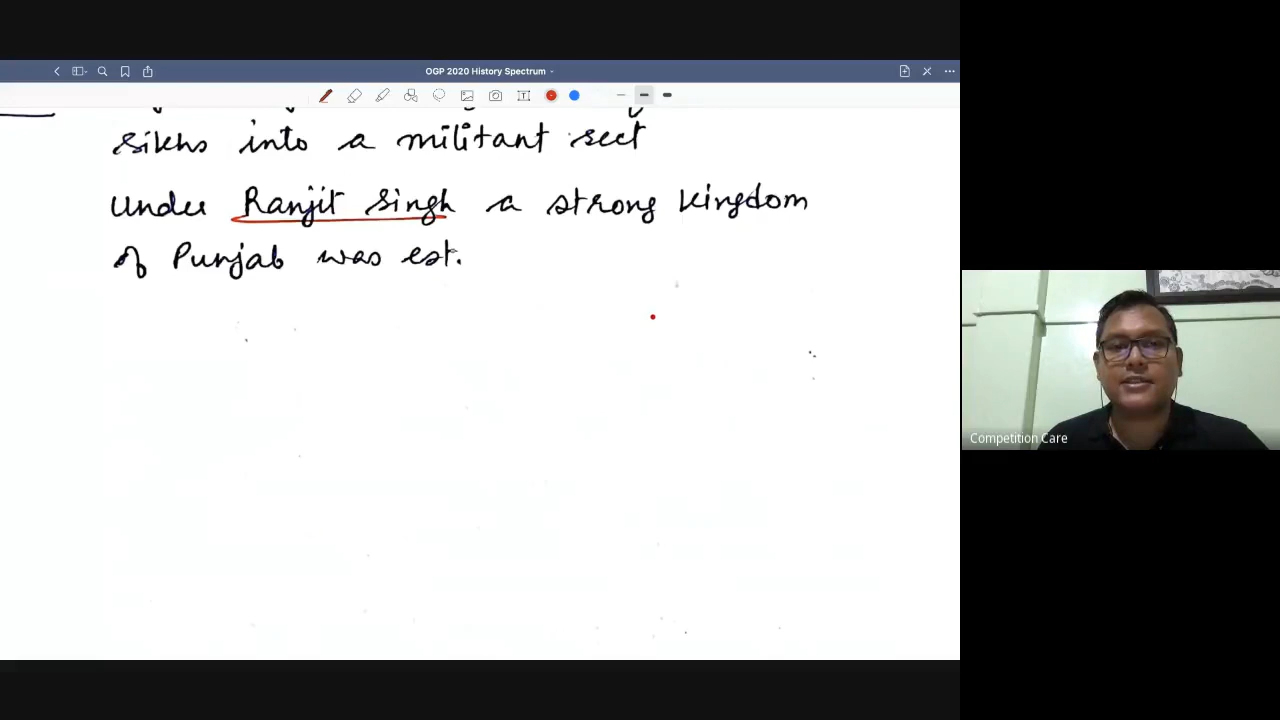 OGP 2020 History Spectrum
sikhs into a militant sect
Under Ranjit Singh a strong kingdom
of Punjab was est.
Competition Care